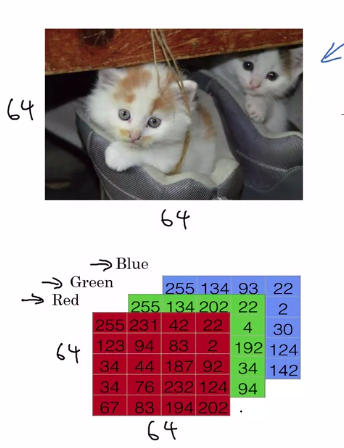 64
64
→ Blue
→ Green
→ Red
255 134 93 22
255 134 202 22 2
255 231 42 22 4 30
123 94 83 2 192 124
34 44 187 92 34 142
34 76 232 124 94
67 83 194 202
64
64